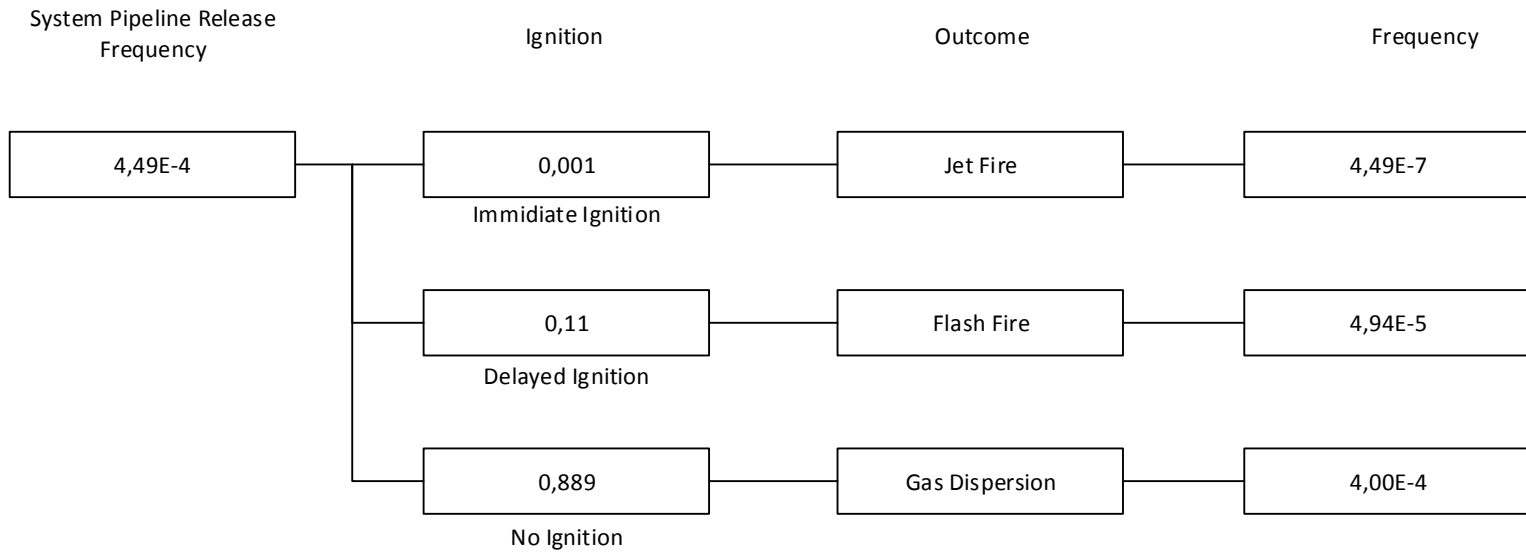 System Pipeline Release
Frequency
Ignition
Outcome
Frequency
4,49E-4
0,001
Jet Fire
4,49E-7
Immidiate Ignition
0,11
Flash Fire
4,94E-5
Delayed Ignition
0,889
Gas Dispersion
4,00E-4
No Ignition